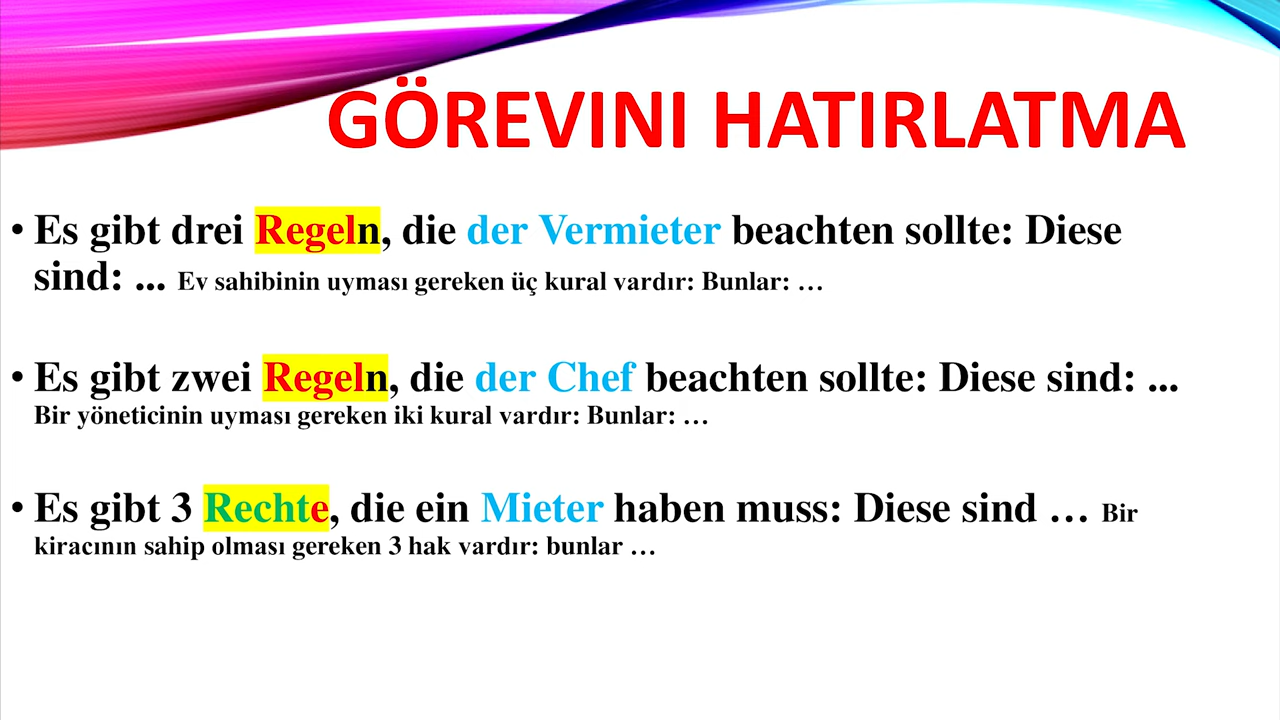 GÖREVINI HATIRLATMA
• Es gibt drei Regeln, die der Vermieter beachten sollte: Diese
sind: ... Ev sahibinin uyması gereken üç kural vardır: Bunlar: …
• Es gibt zwei Regeln, die der Chef beachten sollte: Diese sind: ...
Bir yöneticinin uyması gereken iki kural vardır: Bunlar: …
• Es gibt 3 Rechte, die ein Mieter haben muss: Diese sind … Bir
kiracının sahip olması gereken 3 hak vardır: bunlar …